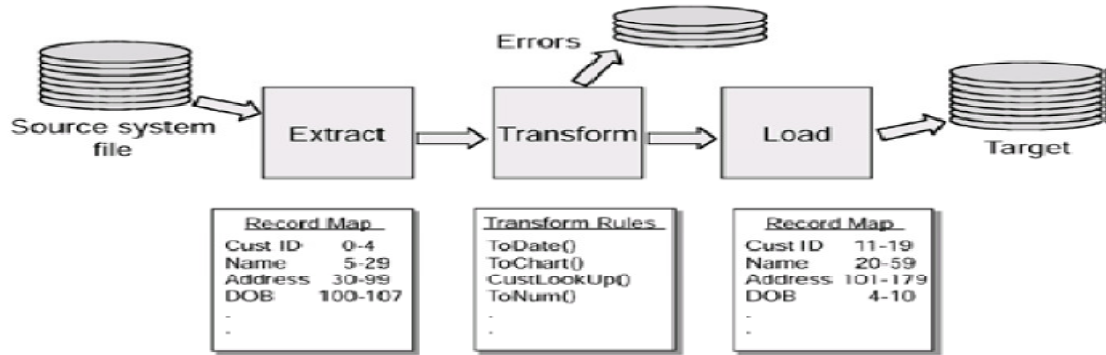 Errors
Source system
file
Extract
Transform
Load
Target
Record Map
Cust ID 0-4
Name 5-29
Address 30-99
DOB 100-107
.
.
Transform Rules
ToDate()
ToChart()
CustLookUp()
ToNum()
.
.
Record Map
Cust ID 11-19
Name 20-59
Address 101-179
DOB 4-10
.
.